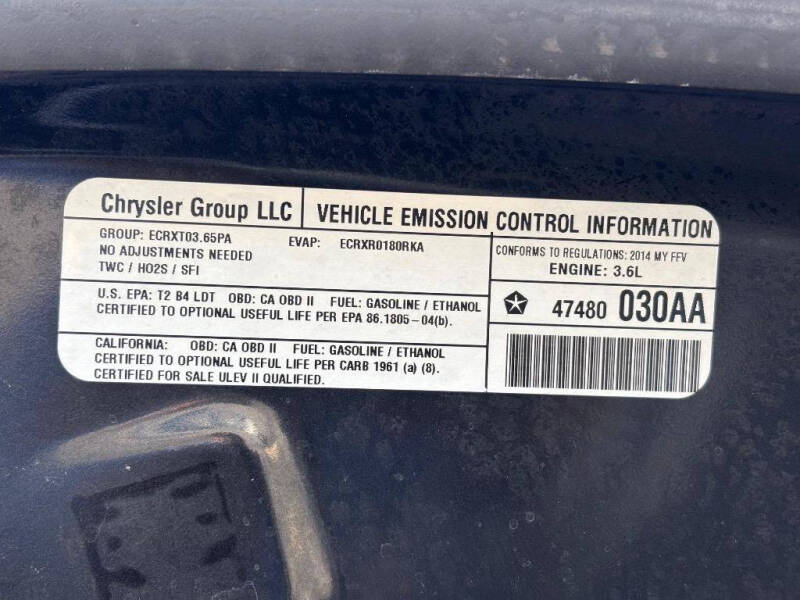 Chrysler Group LLC
VEHICLE EMISSION CONTROL INFORMATION
GROUP: ECRXT03.65PA EVAP: ECRXR0180RKA
NO ADJUSTMENTS NEEDED
TWC / HO2S / SFI
CONFORMS TO REGULATIONS: 2014 MY FFV
ENGINE: 3.6L
U.S. EPA: T2 B4 LDT OBD: CA OBD II FUEL: GASOLINE / ETHANOL
CERTIFIED TO OPTIONAL USEFUL LIFE PER EPA 86.1805-04(b).
47480 030AA
CALIFORNIA: OBD: CA OBD II FUEL: GASOLINE / ETHANOL
CERTIFIED TO OPTIONAL USEFUL LIFE PER CARB 1961 (a) (8).
CERTIFIED FOR SALE ULEV II QUALIFIED.